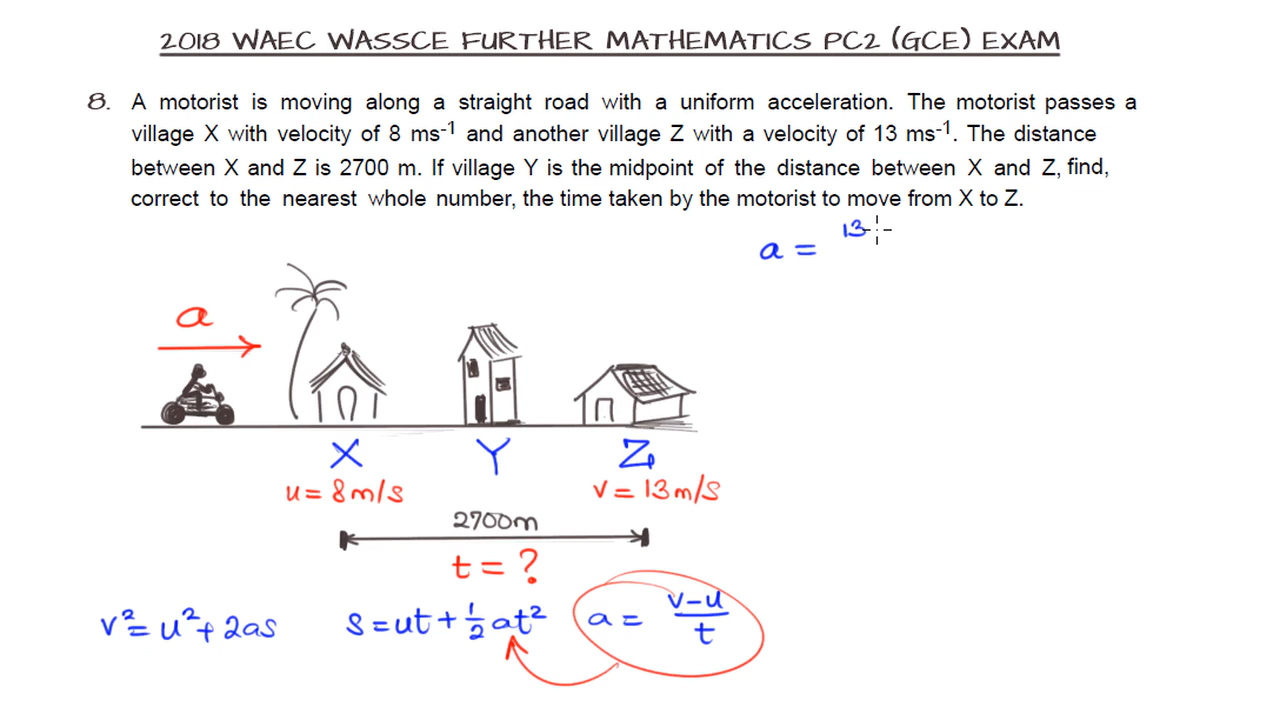 2018 WAEC WASSCE FURTHER MATHEMATICS PC2 (GCE) EXAM
8. A motorist is moving along a straight road with a uniform acceleration. The motorist passes a
village X with velocity of 8 ms⁻¹ and another village Z with a velocity of 13 ms⁻¹. The distance
between X and Z is 2700 m. If village Y is the midpoint of the distance between X and Z, find,
correct to the nearest whole number, the time taken by the motorist to move from X to Z.
a = 13-
a
X Y Z
u = 8m/s v = 13m/s
2700m
t = ?
v² = u² + 2as s = ut + ½ at² a = v-u/t